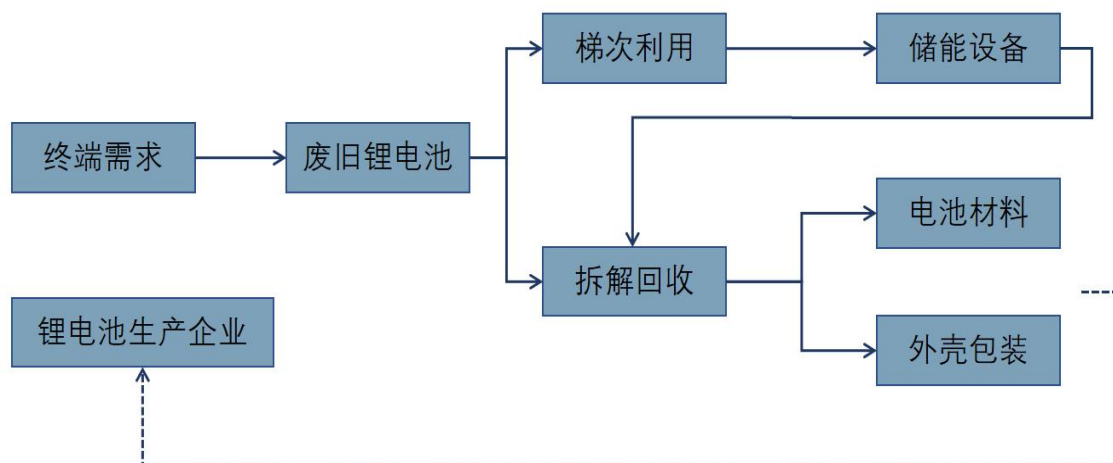 梯次利用
储能设备
终端需求
废旧锂电池
电池材料
拆解回收
锂电池生产企业
外壳包装